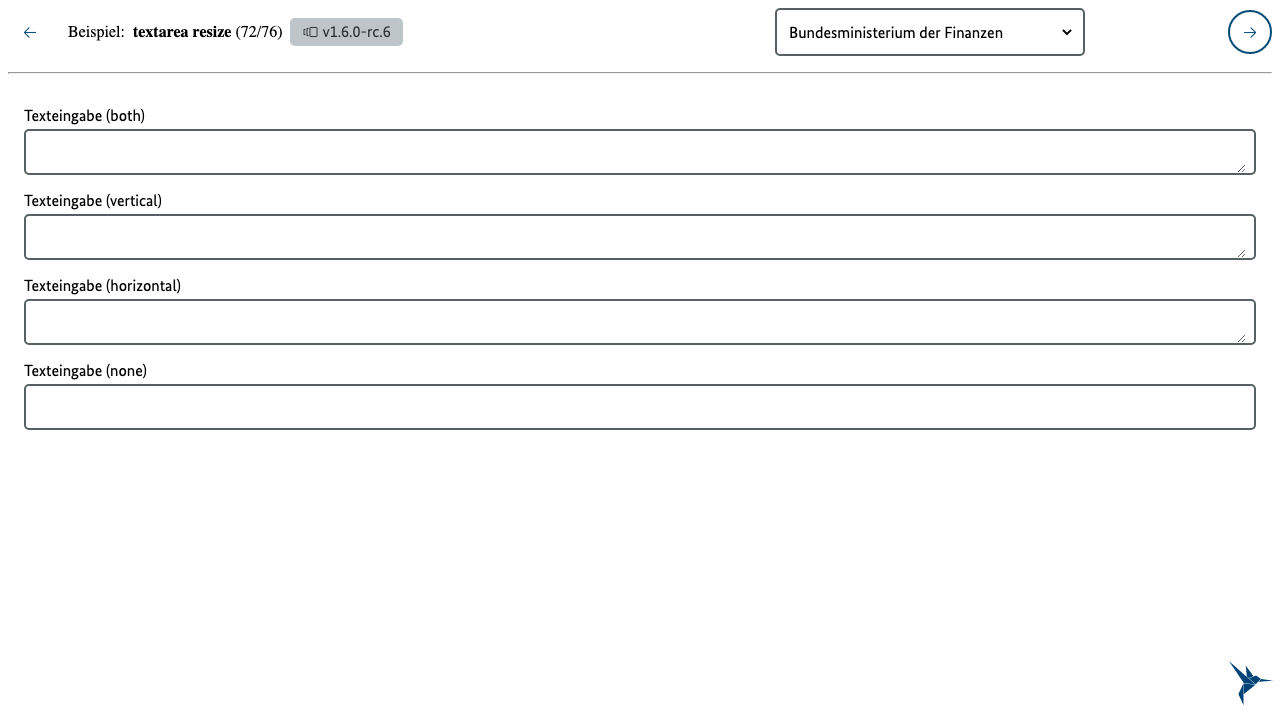 Beispiel: textarea resize (72/76) v1.6.0-rc.6 Bundesministerium der Finanzen
Texteingabe (both)
Texteingabe (vertical)
Texteingabe (horizontal)
Texteingabe (none)